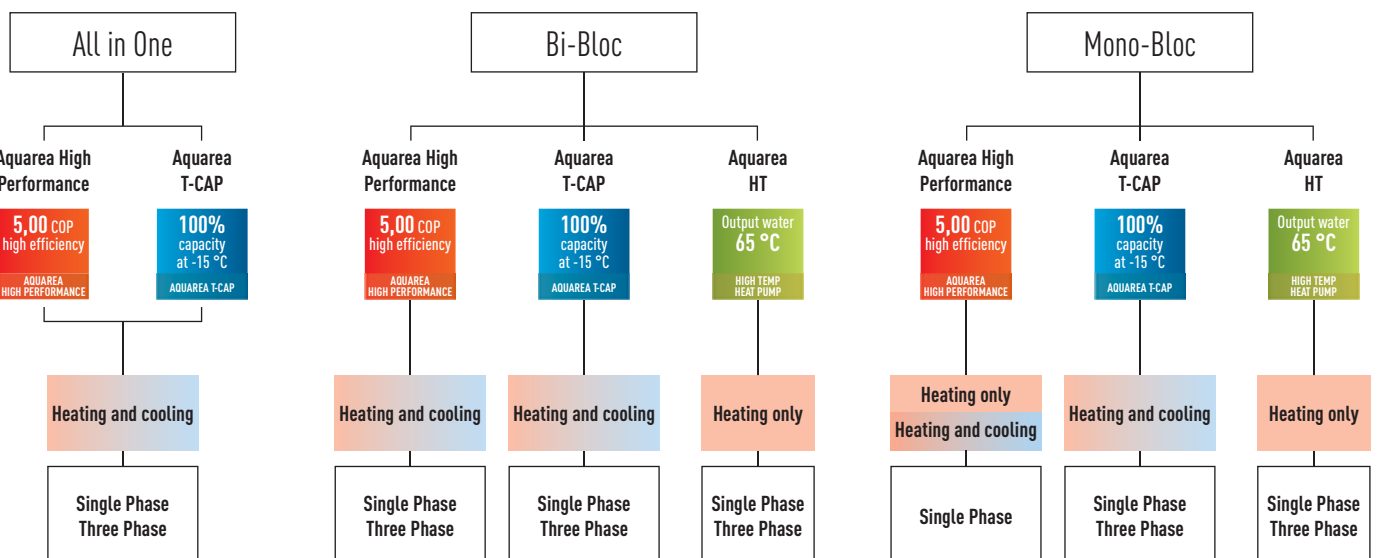 All in One
Aquarea High
Performance
5,00 COP
high efficiency
AQUAREA
HIGH PERFORMANCE
Aquarea
T-CAP
100%
capacity
at -15 °C
AQUAREA T-CAP
Heating and cooling
Single Phase
Three Phase
Bi-Bloc
Aquarea High
Performance
5,00 COP
high efficiency
AQUAREA
HIGH PERFORMANCE
Heating and cooling
Single Phase
Three Phase
Aquarea
T-CAP
100%
capacity
at -15 °C
AQUAREA T-CAP
Heating and cooling
Single Phase
Three Phase
Aquarea
HT
Output water
65 °C
HIGH TEMP
HEAT PUMP
Heating only
Single Phase
Three Phase
Mono-Bloc
Aquarea High
Performance
5,00 COP
high efficiency
AQUAREA
HIGH PERFORMANCE
Heating only
Heating and cooling
Single Phase
Aquarea
T-CAP
100%
capacity
at -15 °C
AQUAREA T-CAP
Heating and cooling
Single Phase
Three Phase
Aquarea
HT
Output water
65 °C
HIGH TEMP
HEAT PUMP
Heating only
Single Phase
Three Phase